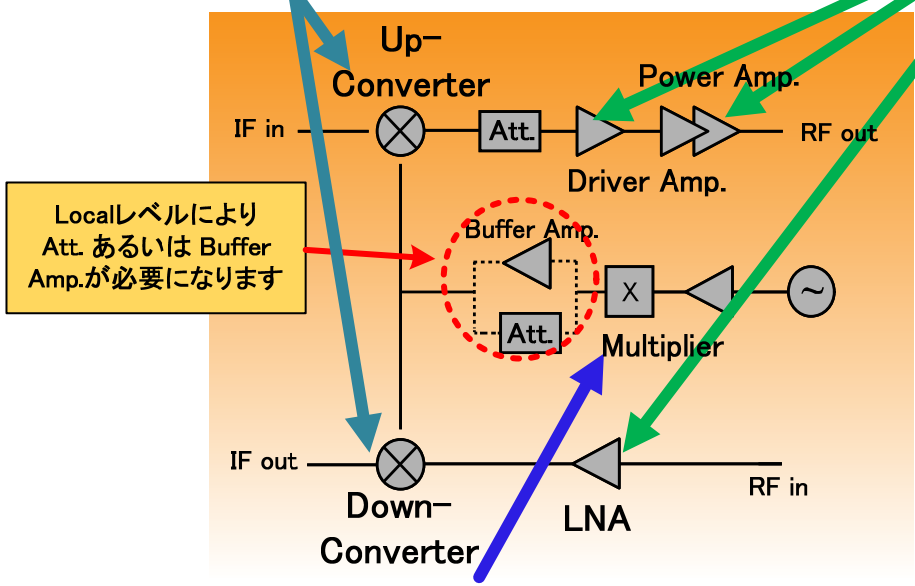 Up-
Converter
Power Amp.
IF in
Att.
RF out
Driver Amp.
Localレベルにより
Att. あるいは Buffer
Amp.が必要になります
Buffer Amp.
X
~
Att.
Multiplier
IF out
RF in
Down-
Converter
LNA